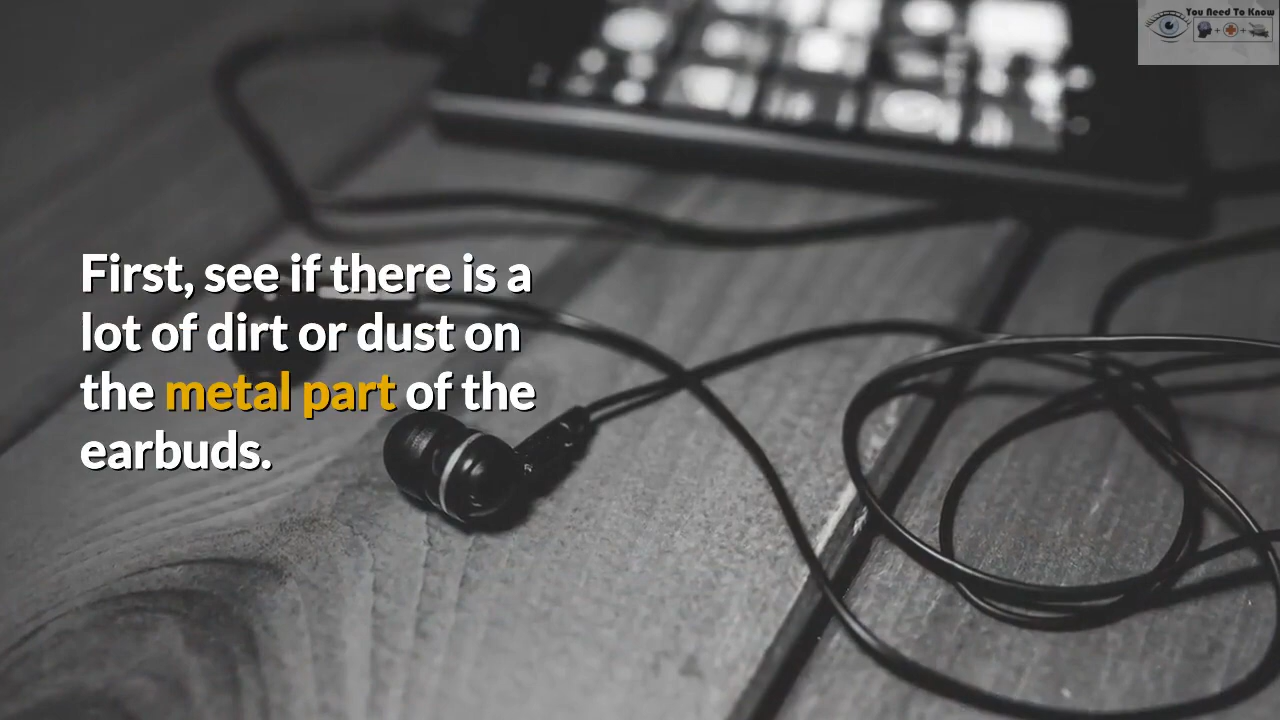 You Need To Know
First, see if there is a
lot of dirt or dust on
the metal part of the
earbuds.